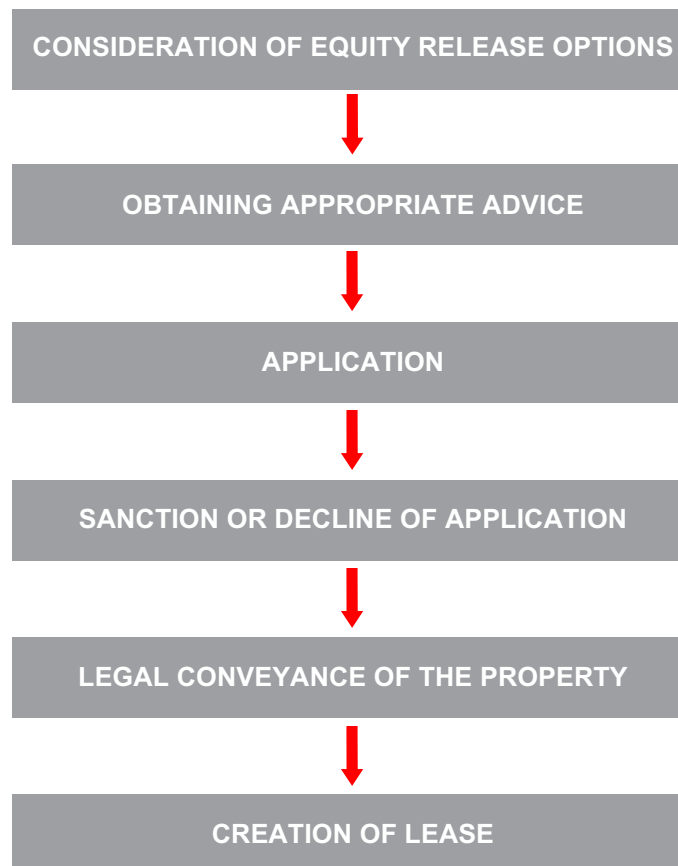 CONSIDERATION OF EQUITY RELEASE OPTIONS
OBTAINING APPROPRIATE ADVICE
APPLICATION
SANCTION OR DECLINE OF APPLICATION
LEGAL CONVEYANCE OF THE PROPERTY
CREATION OF LEASE